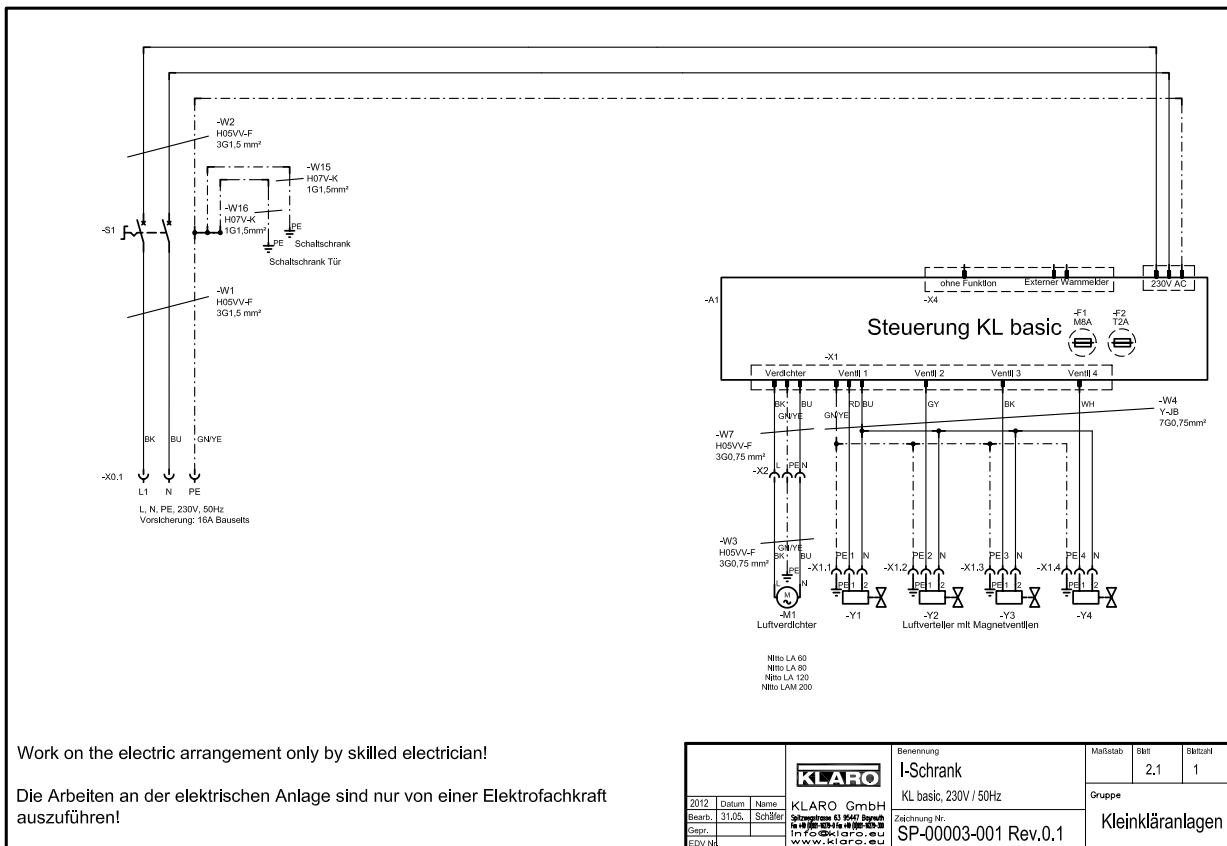 -W2
H05VV-F
3G1,5 mm²
-W15
H07V-K
1G1,5mm²
-W16
H07V-K
1G1,5mm²
-S1
PE
Schaltschrank
PE
Schaltschrank Tür
-W1
H05VV-F
3G1,5 mm²
BK
BU
GN/YE
-X0.1
L1
N
PE
L, N, PE, 230V, 50Hz
Vorsicherung: 16A Bauseits
ohne Funktion
Externer Warnmelder
230V AC
-A1
-X4
Steuerung KL basic
-F1
M8A
-F2
T2A
-X1
Verdichter
Ventil 1
Ventil 2
Ventil 3
Ventil 4
BK
GN/YE
BU
GN/YE
RD
BU
GY
BK
WH
-W4
Y-JB
7G0,75mm²
-W7
H05VV-F
3G0,75 mm²
-X2
L
PE
N
-W3
H05VV-F
3G0,75 mm²
GN/YE
BK
BU
PE
L
N
M
-M1
Luftverdichter
PE 1 N
-X1.1
PE 1 2
-Y1
PE 2 N
-X1.2
PE 1 2
-Y2
PE 3 N
-X1.3
PE 1 2
-Y3
PE 4 N
-X1.4
PE 1 2
-Y4
Luftverteiler mit Magnetventilen
Nitto LA 60
Nitto LA 80
Nitto LA 120
Nitto LAM 200
Work on the electric arrangement only by skilled electrician!
Die Arbeiten an der elektrischen Anlage sind nur von einer Elektrofachkraft
auszuführen!
2012 Datum Name
Bearb. 31.05. Schäfer
Gepr.
EDV Nr.
KLARO
KLARO GmbH
Spitzwegstrasse 63 95447 Bayreuth
info@klaro.eu
www.klaro.eu
Benennung
I-Schrank
KL basic, 230V / 50Hz
Zeichnung Nr.
SP-00003-001 Rev.0.1
Maßstab
Blatt
2.1
Blattzahl
1
Gruppe
Kleinkläranlagen